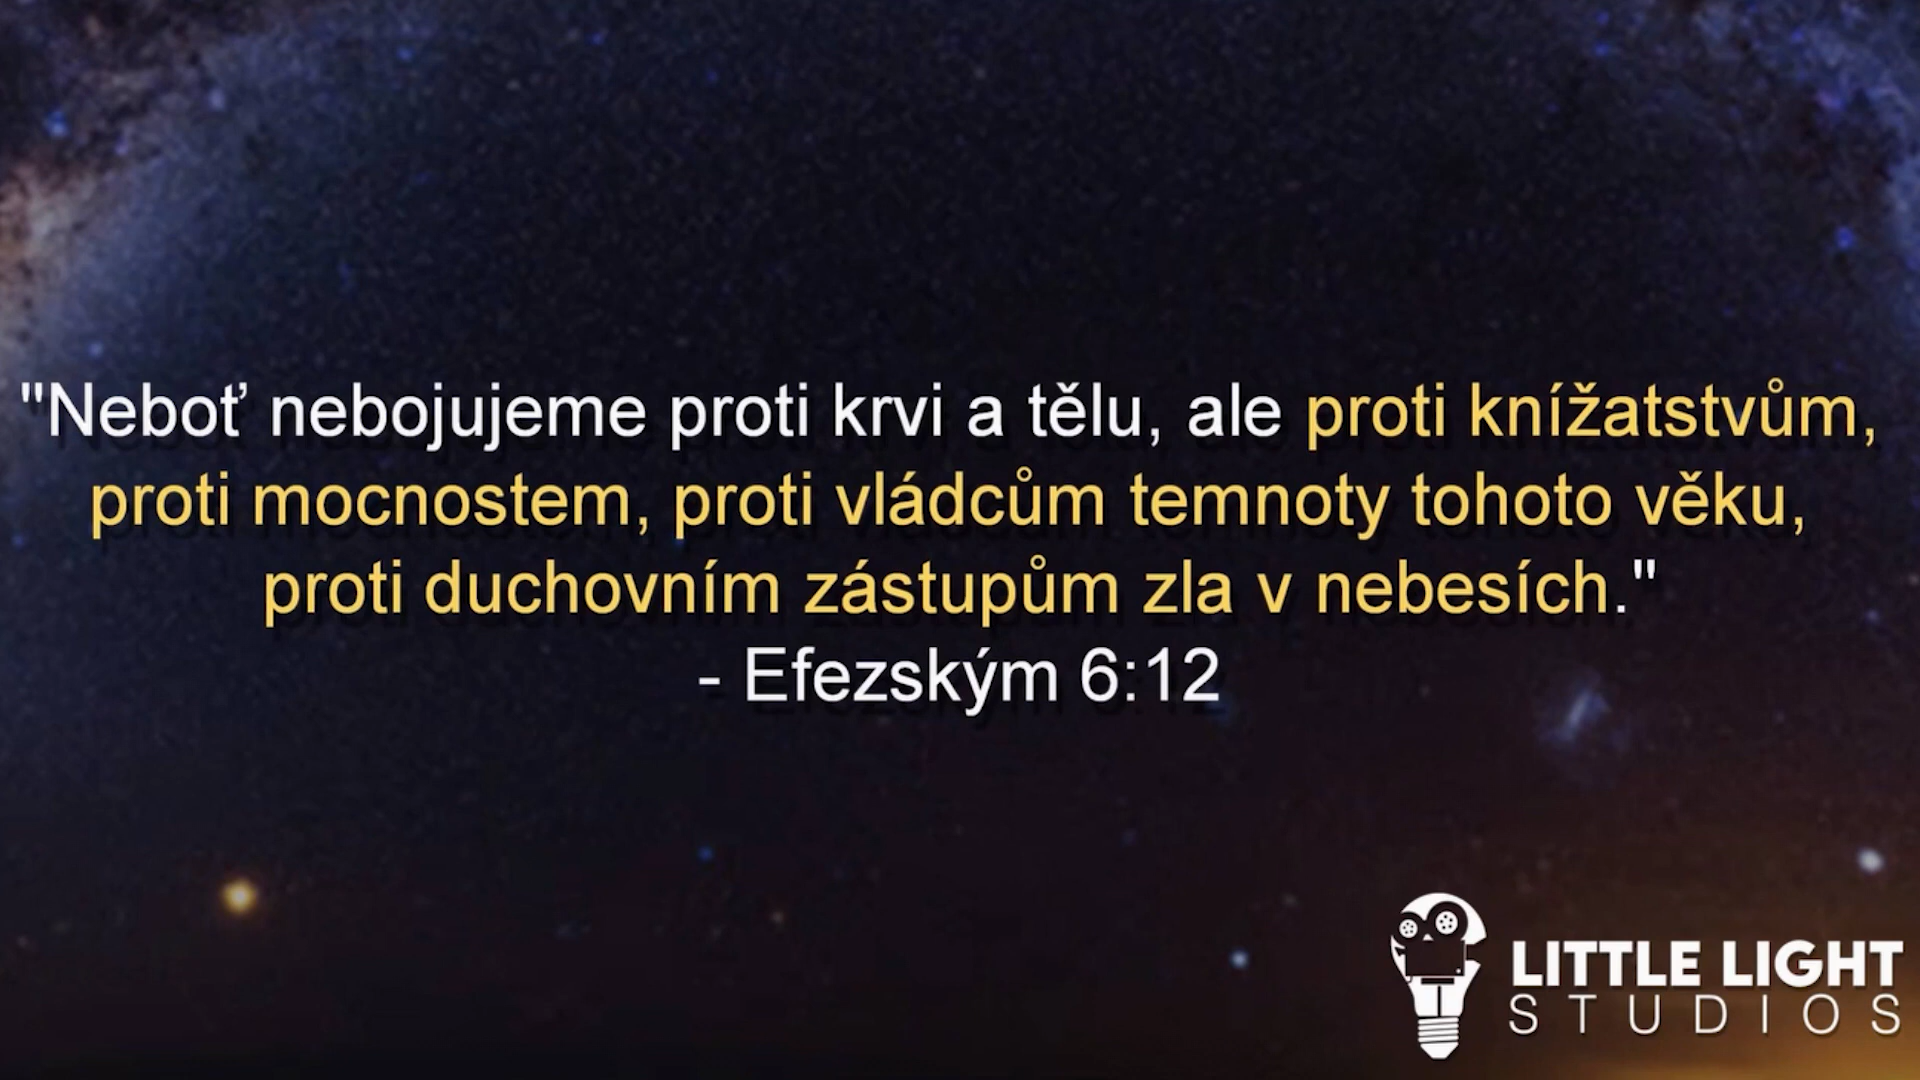 "Neboť nebojujeme proti krvi a tělu, ale proti knížatstvům,
proti mocnostem, proti vládcům temnoty tohoto věku,
proti duchovním zástupům zla v nebesích."
- Efezským 6:12
LITTLE LIGHT
STUDIOS